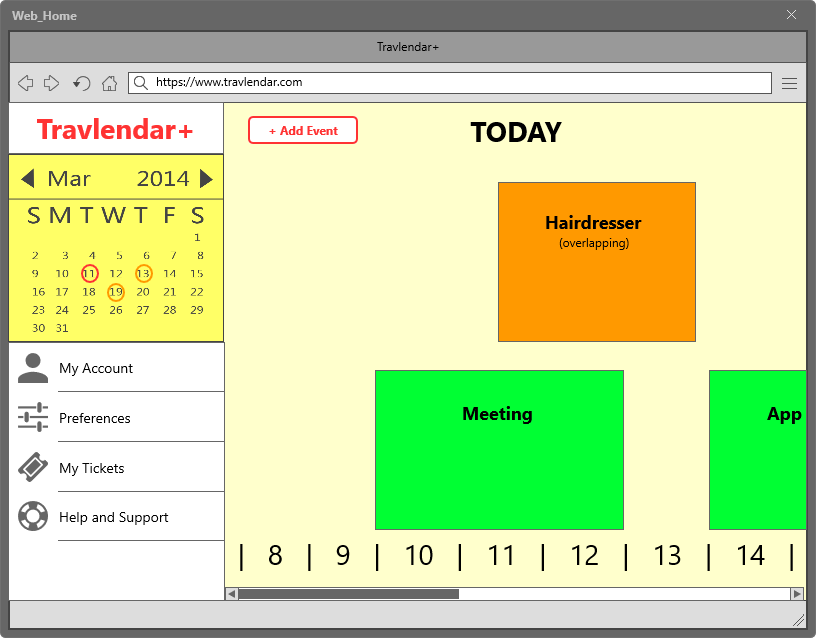 Web_Home
Travlendar+
https://www.travlendar.com
Travlendar+
Mar 2014
S M T W T F S
1
2 3 4 5 6 7 8
9 10 11 12 13 14 15
16 17 18 19 20 21 22
23 24 25 26 27 28 29
30 31
My Account
Preferences
My Tickets
Help and Support
+ Add Event
TODAY
Hairdresser
(overlapping)
Meeting
App
| 8 | 9 | 10 | 11 | 12 | 13 | 14 |